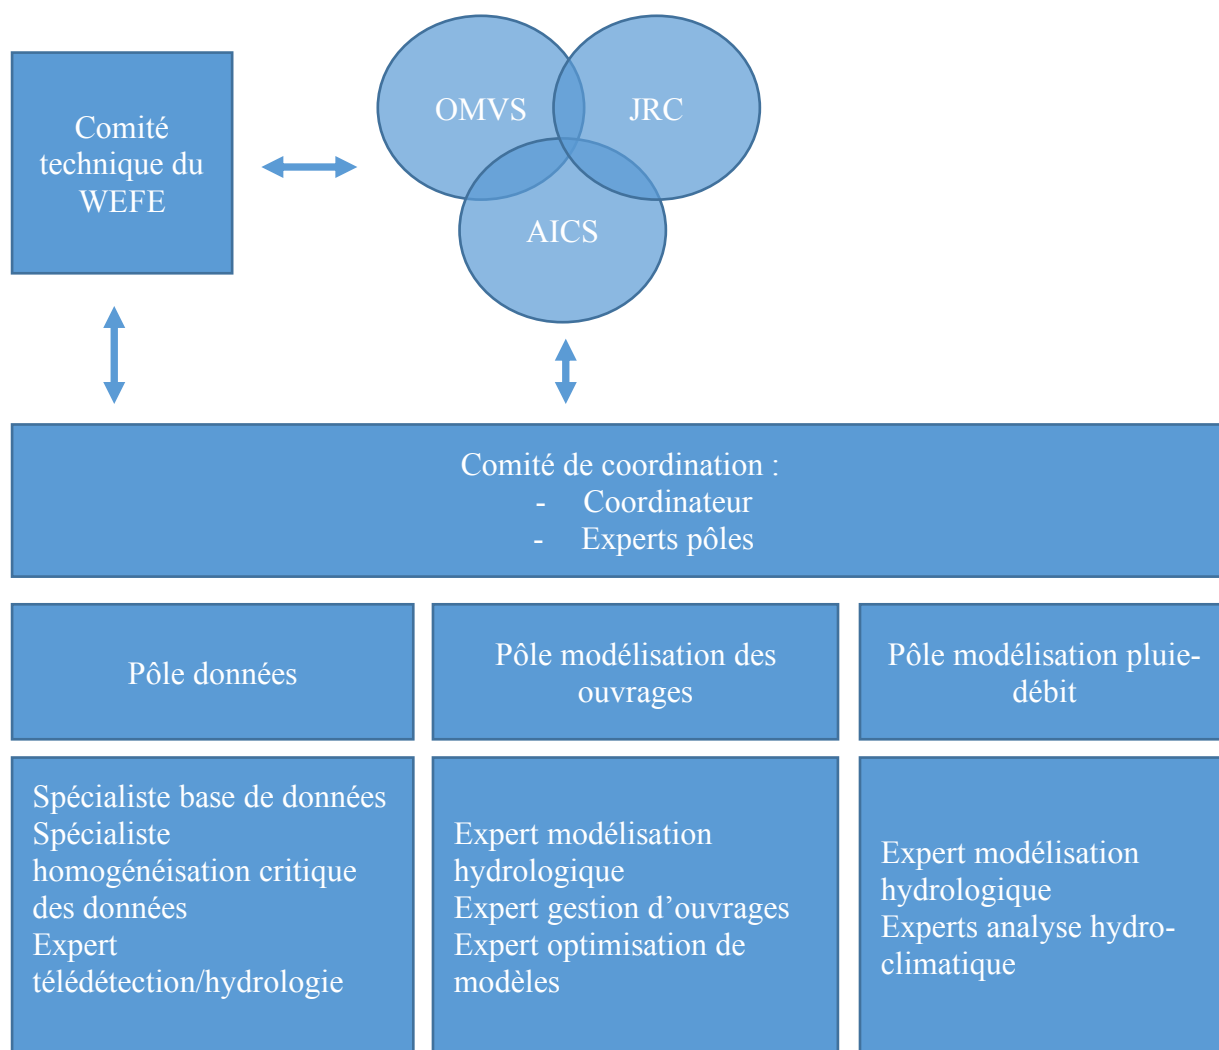 Comité
technique du
WEFE
OMVS
JRC
AICS
Comité de coordination :
- Coordinateur
- Experts pôles
Pôle données
Pôle modélisation des
ouvrages
Pôle modélisation pluie-
débit
Spécialiste base de données
Spécialiste
homogénéisation critique
des données
Expert
télédétection/hydrologie
Expert modélisation
hydrologique
Expert gestion d’ouvrages
Expert optimisation de
modèles
Expert modélisation
hydrologique
Experts analyse hydro-
climatique